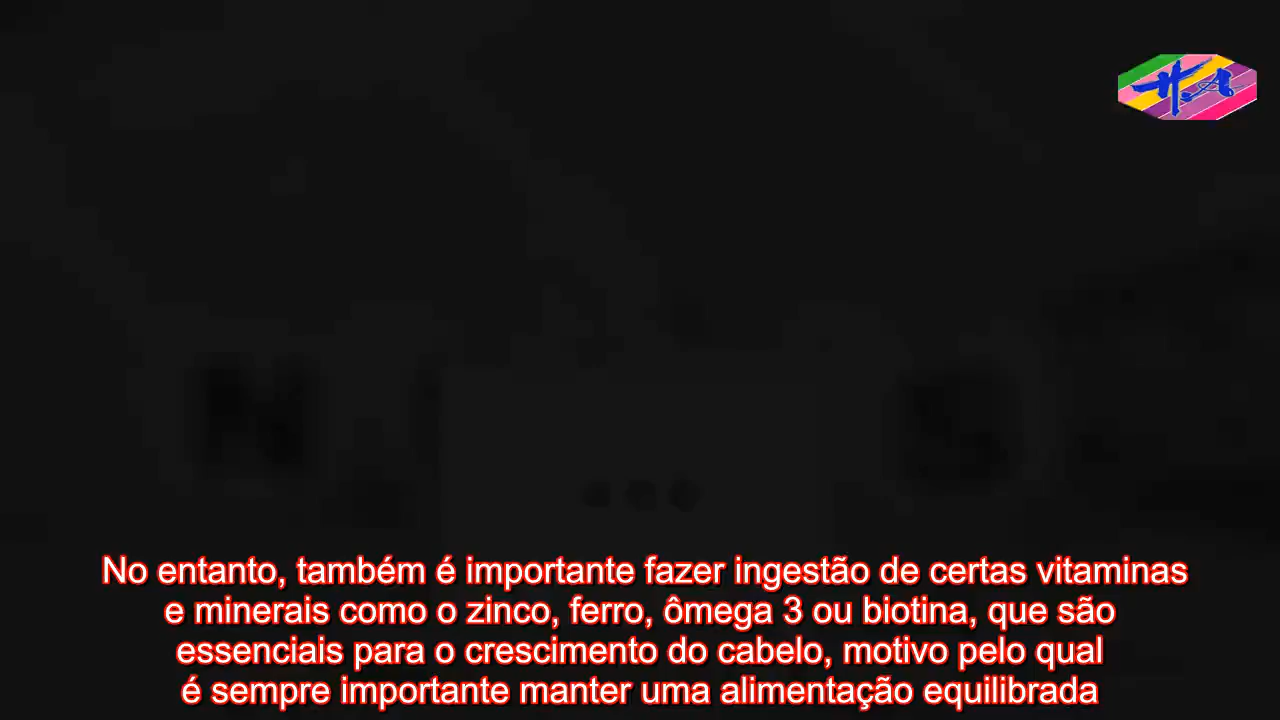 H.A
No entanto, também é importante fazer ingestão de certas vitaminas
e minerais como o zinco, ferro, ômega 3 ou biotina, que são
essenciais para o crescimento do cabelo, motivo pelo qual
é sempre importante manter uma alimentação equilibrada